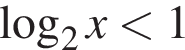 log₂ x < 1